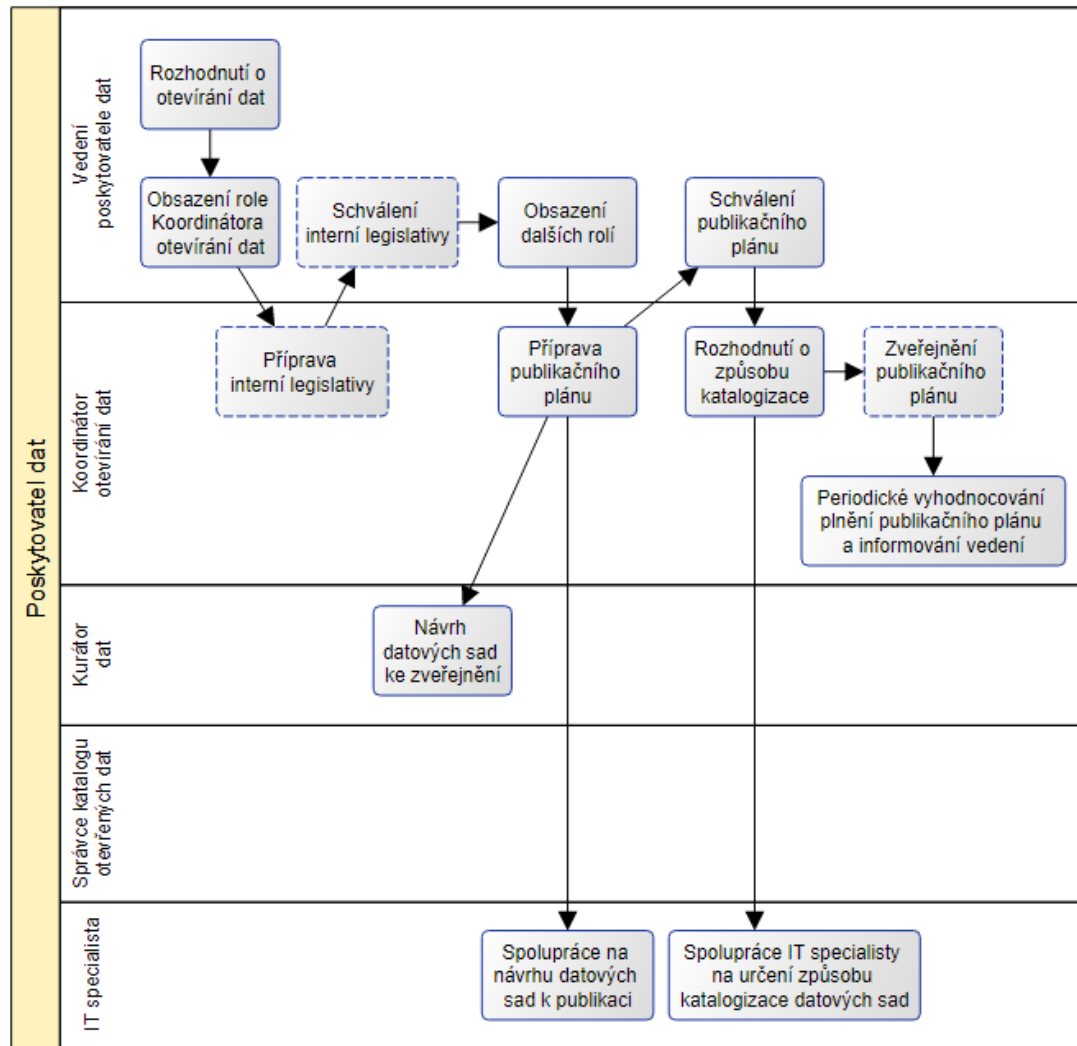 Poskytovatel dat
Vedení
poskytovatele dat
Rozhodnutí o
otevírání dat
Obsazení role
Koordinátora
otevírání dat
Schválení
interní legislativy
Obsazení
dalších rolí
Schválení
publikačního
plánu
Koordinátor
otevírání dat
Příprava
interní legislativy
Příprava
publikačního
plánu
Rozhodnutí o
způsobu
katalogizace
Zveřejnění
publikačního
plánu
Periodické vyhodnocování
plnění publikačního plánu
a informování vedení
Kurátor
dat
Návrh
datových sad
ke zveřejnění
Správce katalogu
otevřených dat
IT specialista
Spolupráce na
návrhu datových
sad k publikaci
Spolupráce IT specialisty
na určení způsobu
katalogizace datových sad